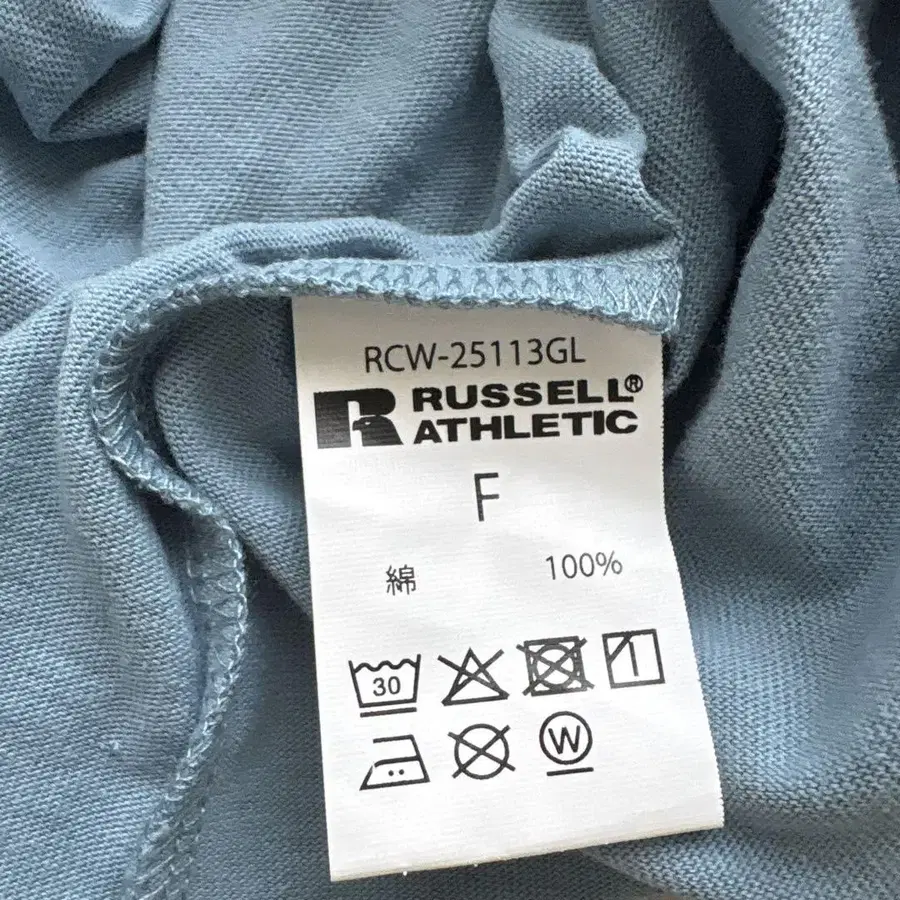 RCW-25113GL
RUSSELL®
ATHLETIC
F
綿 100%
30
W